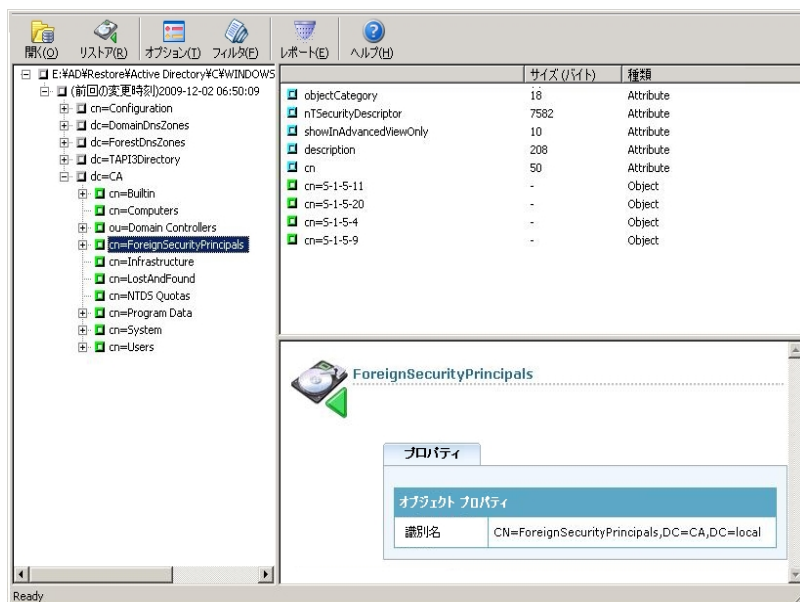 開く(O) リストア(R) オプション(T) フィルタ(F) レポート(E) ヘルプ(H)
E:¥AD¥Restore¥Active Directory¥C¥WINDOWS
(前回の変更時刻)2009-12-02 06:50:09
cn=Configuration
dc=DomainDnsZones
dc=ForestDnsZones
dc=TAPI3Directory
dc=CA
cn=Builtin
cn=Computers
ou=Domain Controllers
cn=ForeignSecurityPrincipals
cn=Infrastructure
cn=LostAndFound
cn=NTDS Quotas
cn=Program Data
cn=System
cn=Users
サイズ (バイト) 種類
objectCategory 18 Attribute
nTSecurityDescriptor 7582 Attribute
showInAdvancedViewOnly 10 Attribute
description 208 Attribute
cn 50 Attribute
cn=S-1-5-11 - Object
cn=S-1-5-20 - Object
cn=S-1-5-4 - Object
cn=S-1-5-9 - Object
ForeignSecurityPrincipals
プロパティ
オブジェクト プロパティ
識別名 CN=ForeignSecurityPrincipals,DC=CA,DC=local
Ready